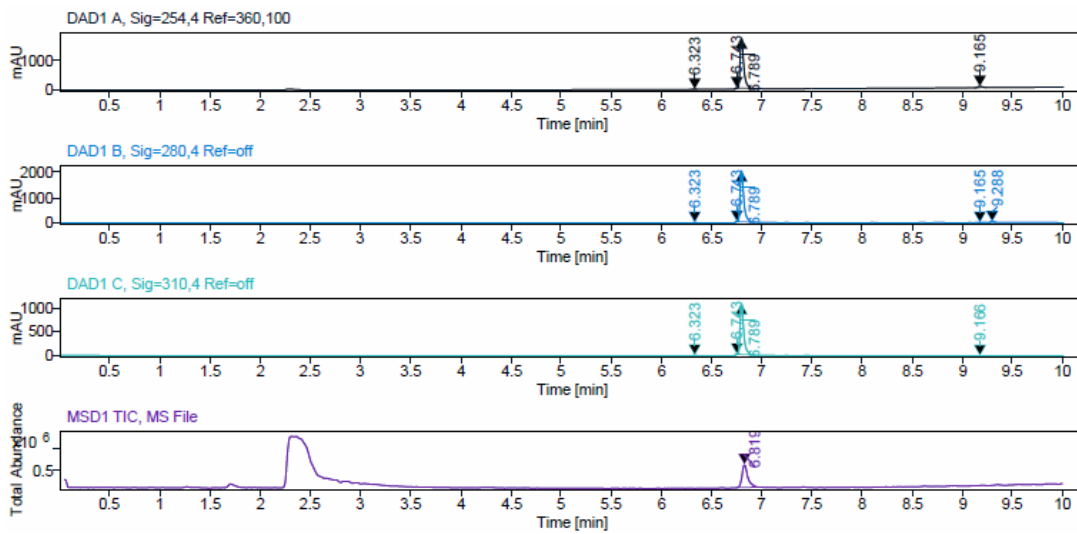 DAD1 A, Sig=254,4 Ref=360,100
mAU
1000
0
6.323
6.743
6.789
9.165
0.5 1 1.5 2 2.5 3 3.5 4 4.5 5 5.5 6 6.5 7 7.5 8 8.5 9 9.5 10
Time [min]
DAD1 B, Sig=280,4 Ref=off
mAU
2000
1000
0
6.323
6.743
6.789
9.165
9.288
0.5 1 1.5 2 2.5 3 3.5 4 4.5 5 5.5 6 6.5 7 7.5 8 8.5 9 9.5 10
Time [min]
DAD1 C, Sig=310,4 Ref=off
mAU
1000
500
0
6.323
6.743
6.789
9.166
0.5 1 1.5 2 2.5 3 3.5 4 4.5 5 5.5 6 6.5 7 7.5 8 8.5 9 9.5 10
Time [min]
MSD1 TIC, MS File
Total Abundance
10 6
0.5
6.819
0.5 1 1.5 2 2.5 3 3.5 4 4.5 5 5.5 6 6.5 7 7.5 8 8.5 9 9.5 10
Time [min]